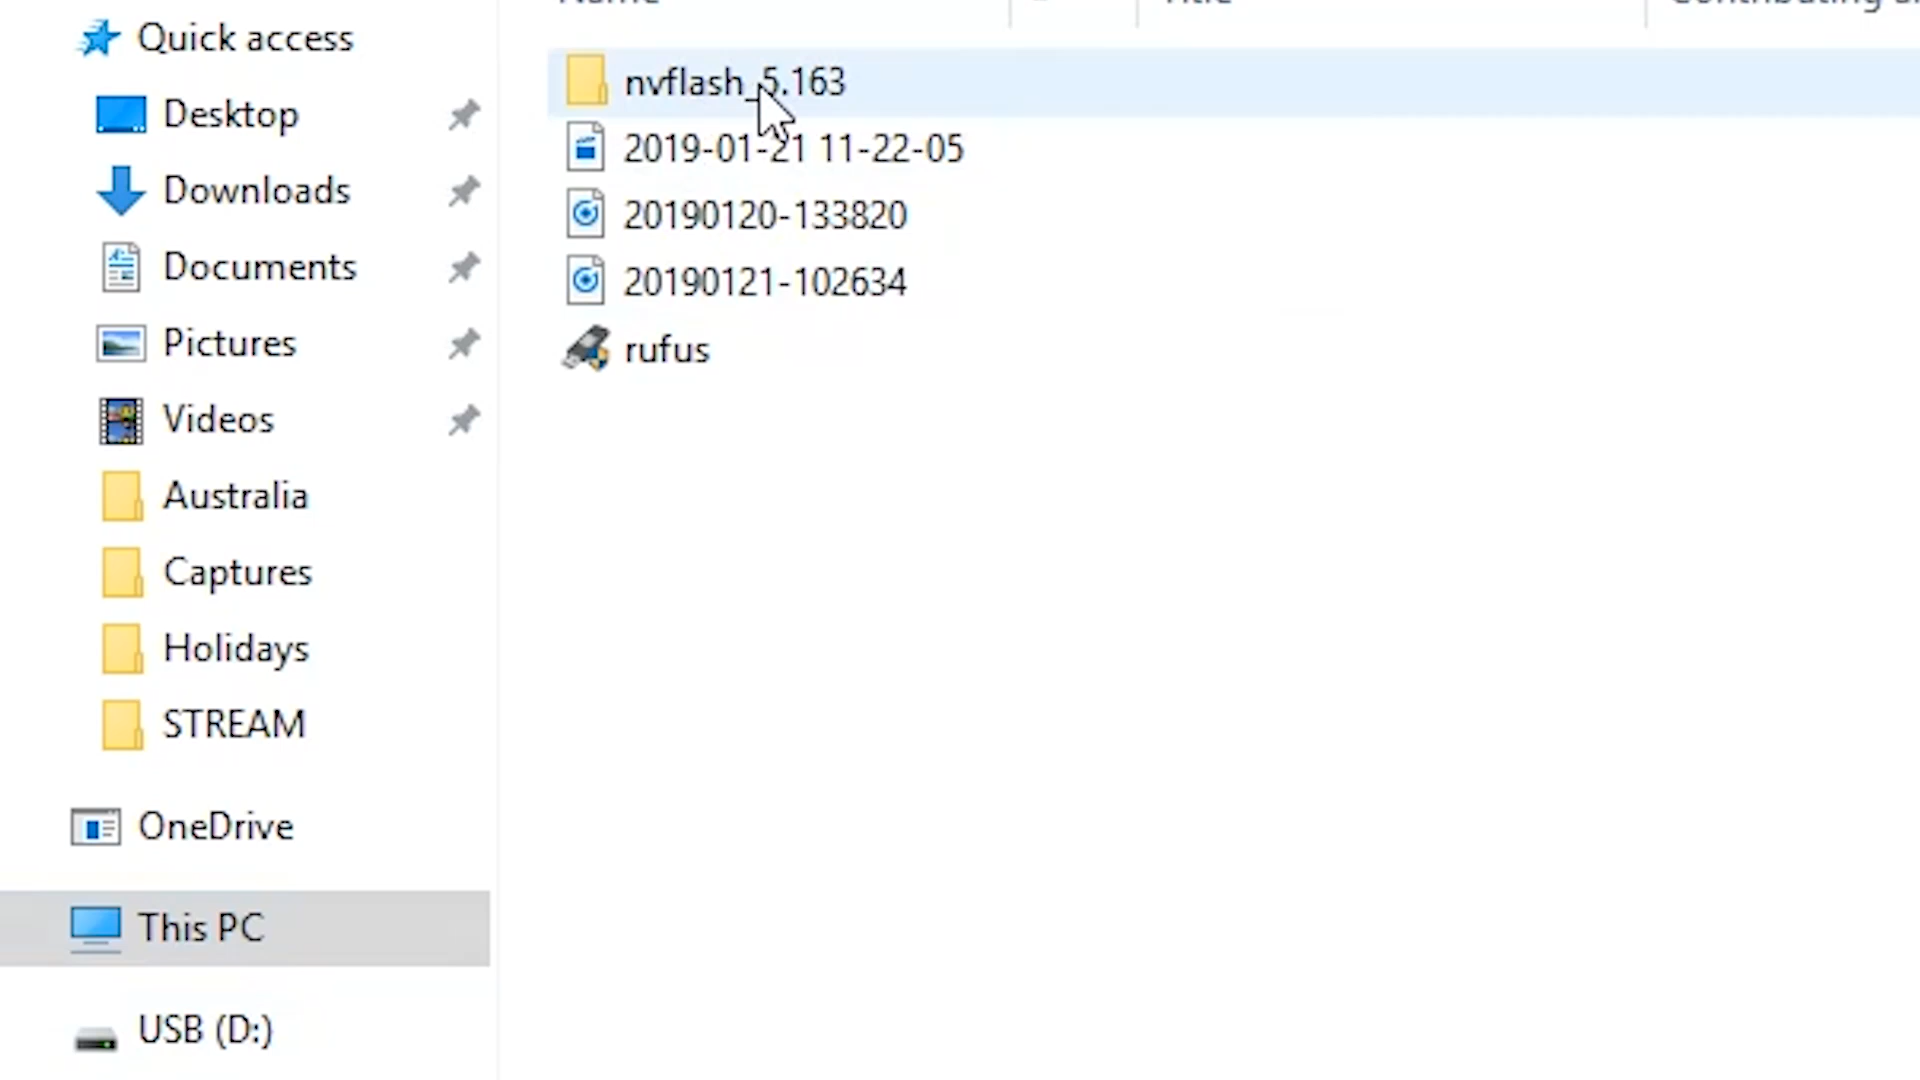 Name
Title
Quick access
Desktop
Downloads
Documents
Pictures
Videos
Australia
Captures
Holidays
STREAM
OneDrive
This PC
USB (D:)
nvflash_5.163
2019-01-21 11-22-05
20190120-133820
20190121-102634
rufus